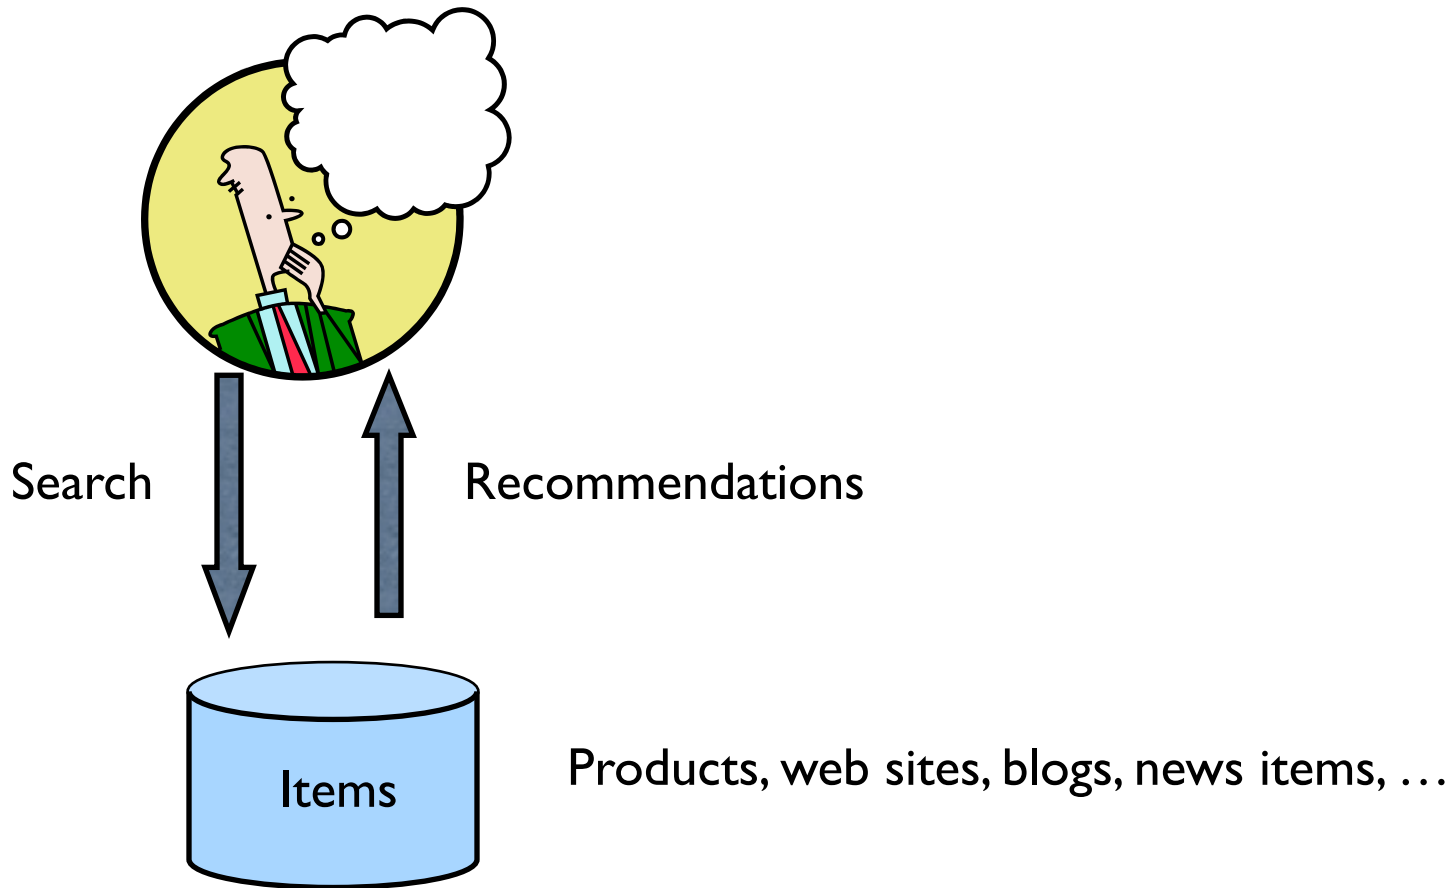 Search
Recommendations
Items
Products, web sites, blogs, news items, …